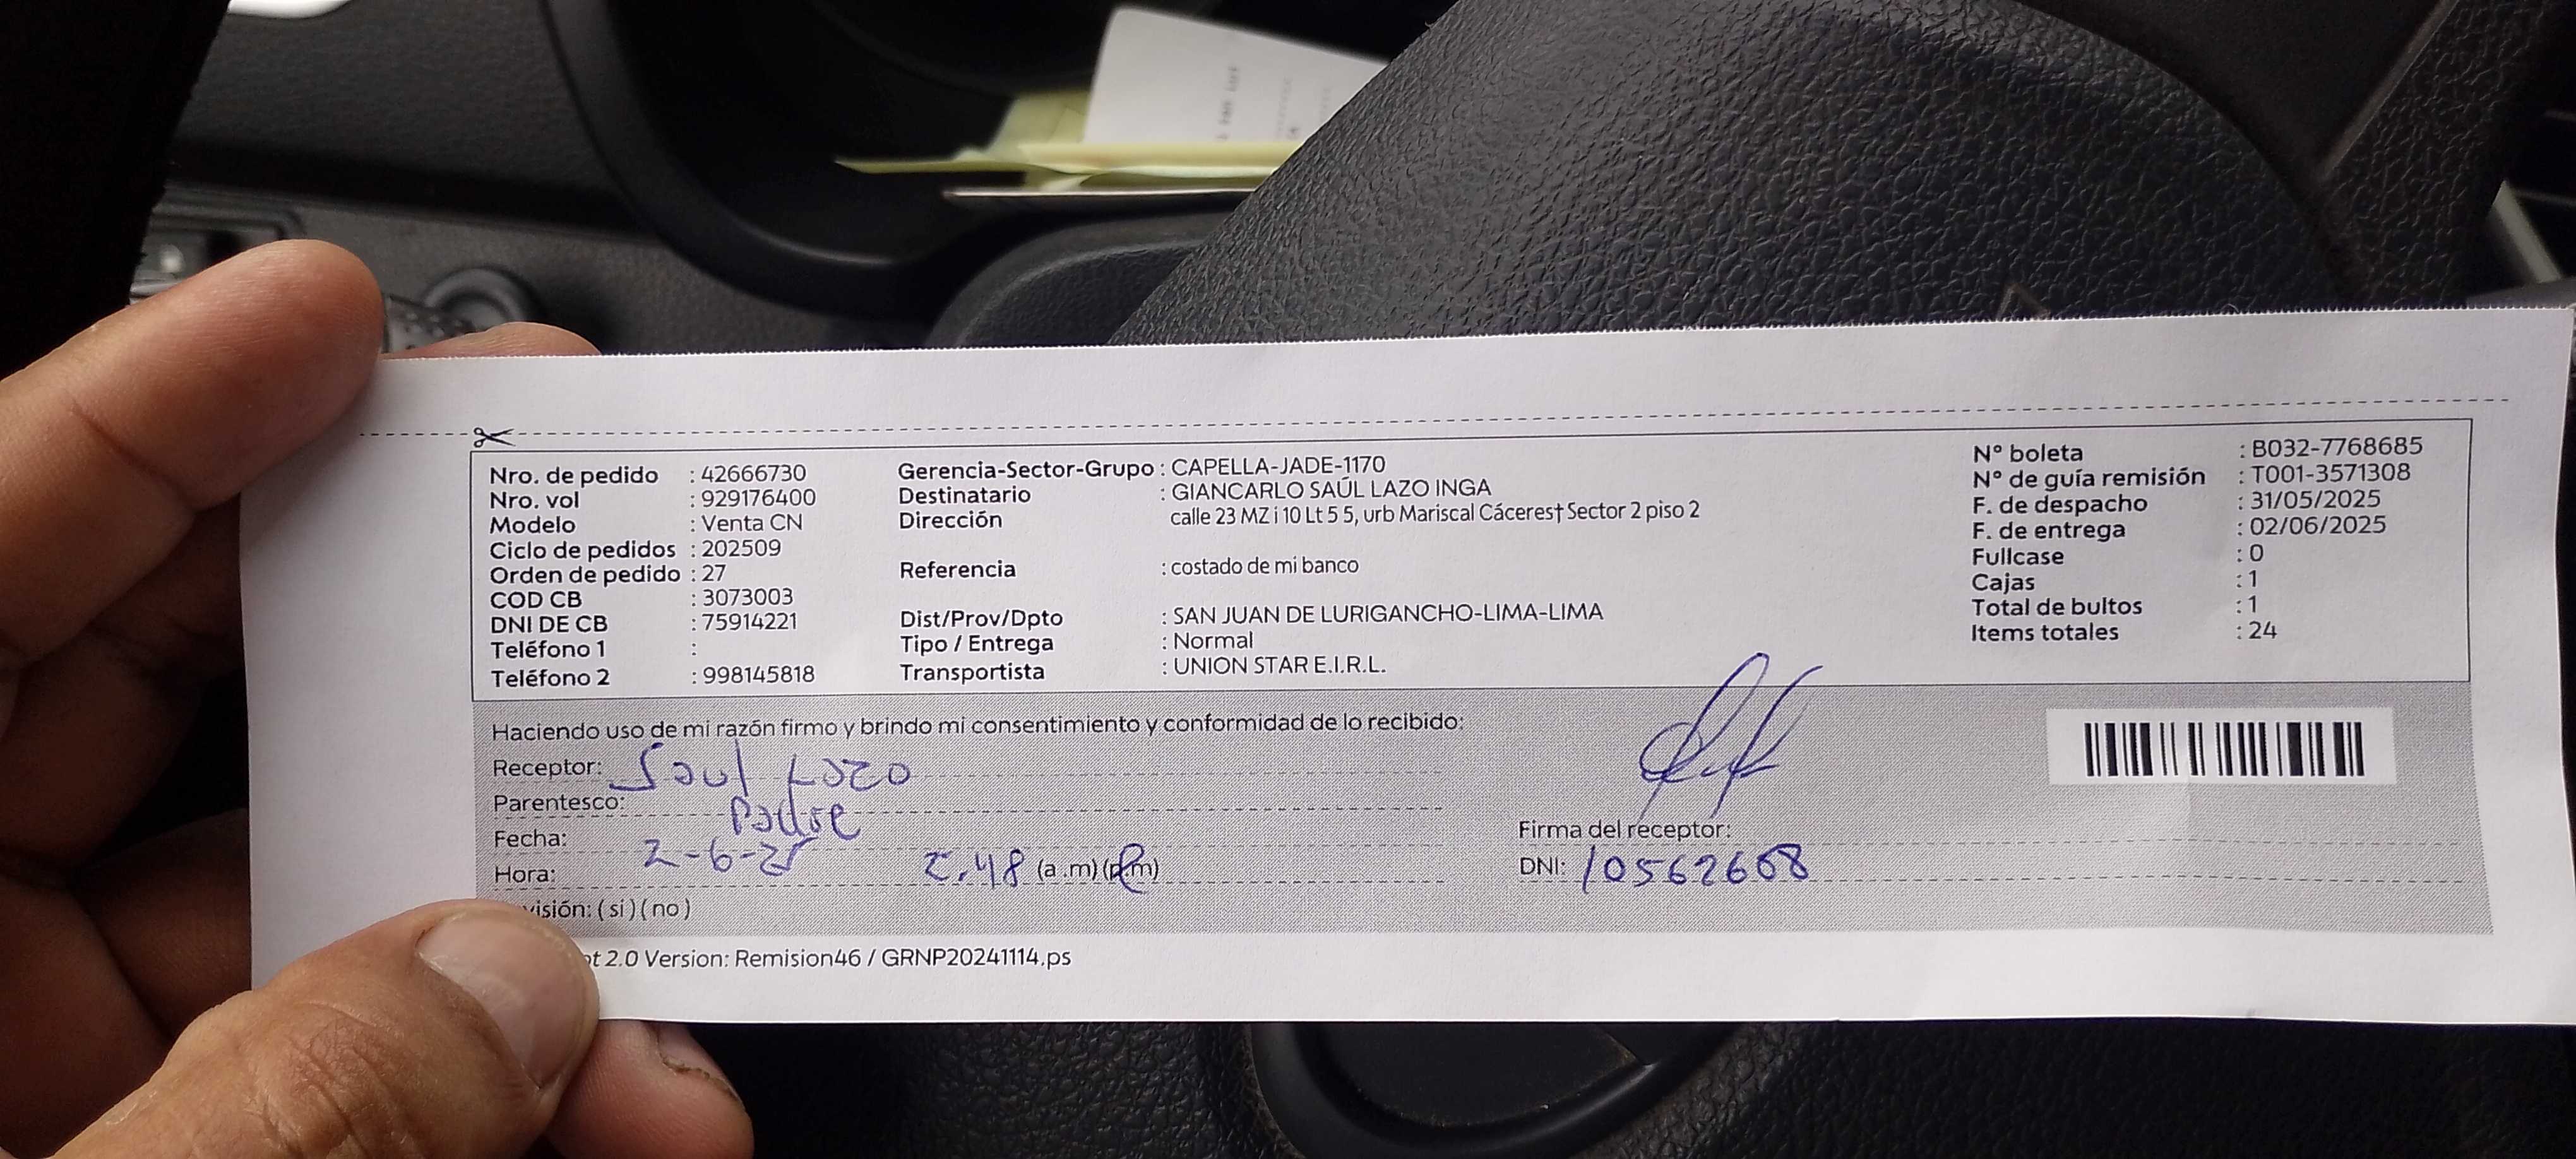 Nro. de pedido : 42666730
Nro. vol : 929176400
Modelo : Venta CN
Ciclo de pedidos : 202509
Orden de pedido : 27
COD CB : 3073003
DNI DE CB : 75914221
Teléfono 1 :
Teléfono 2 : 998145818
Gerencia-Sector-Grupo : CAPELLA-JADE-1170
Destinatario : GIANCARLO SAÚL LAZO INGA
Dirección calle 23 MZ i 10 Lt 5 5, urb Mariscal Cáceres† Sector 2 piso 2
Referencia : costado de mi banco
Dist/Prov/Dpto : SAN JUAN DE LURIGANCHO-LIMA-LIMA
Tipo / Entrega : Normal
Transportista : UNION STAR E.I.R.L.
N° boleta : B032-7768685
N° de guía remisión : T001-3571308
F. de despacho : 31/05/2025
F. de entrega : 02/06/2025
Fullcase : 0
Cajas : 1
Total de bultos : 1
Items totales : 24
Haciendo uso de mi razón firmo y brindo mi consentimiento y conformidad de lo recibido:
Receptor: Saul Lazo
Parentesco: Padre
Fecha: 2-6-25
Hora: 2.48 (a.m) (p.m)
visión: ( si ) ( no )
Firma del receptor:
DNI: 10562668
2.0 Version: Remision46 / GRNP20241114.ps